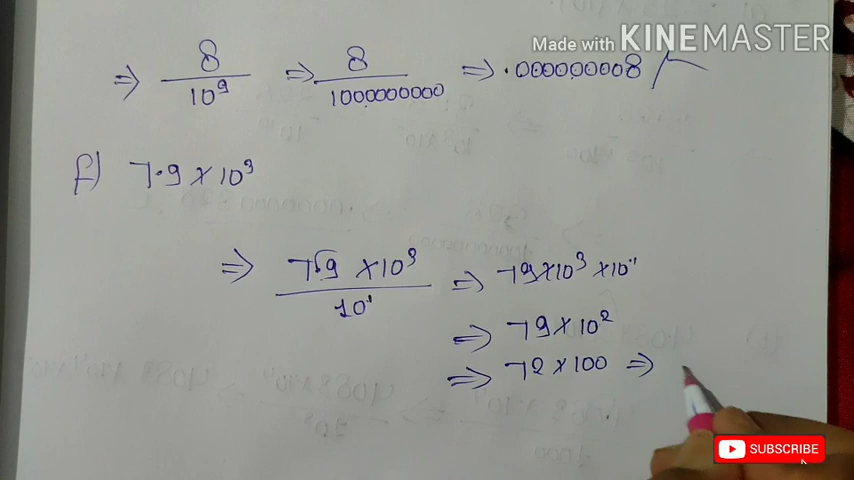 Made with KINEMASTER
⇒ 8/10⁹ ⇒ 8/1000000000 ⇒ .000000008
f) 7.9 × 10³
⇒ 7.9 × 10³/10¹ ⇒ 79 × 10³ × 10⁻¹
⇒ 79 × 10²
⇒ 72 × 100 ⇒
SUBSCRIBE